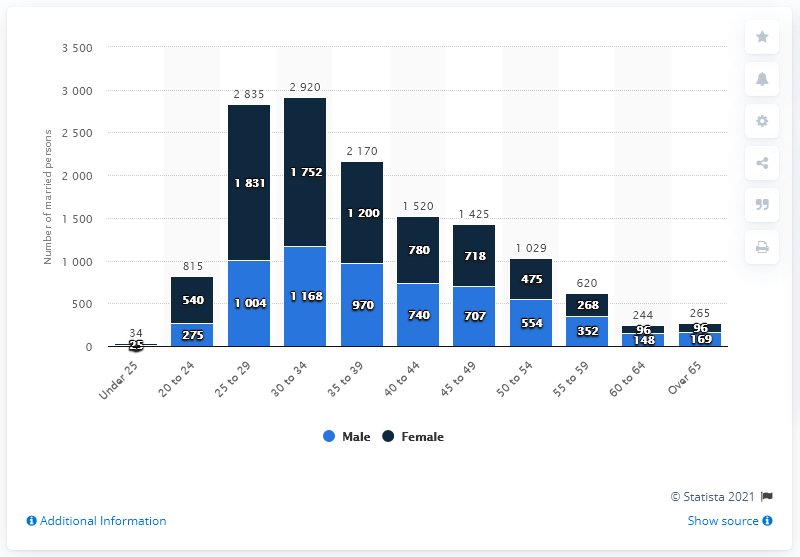 3 500
3 000
2 500
2 000
1 500
1 000
500
0
Number of married persons
34
25
815
540
275
2 835
1 831
1 004
2 920
1 752
1 168
2 170
1 200
970
1 520
780
740
1 425
718
707
1 029
475
554
620
268
352
244
96
148
265
96
169
Under 25
20 to 24
25 to 29
30 to 34
35 to 39
40 to 44
45 to 49
50 to 54
55 to 59
60 to 64
Over 65
Male Female
© Statista 2021
Additional Information
Show source